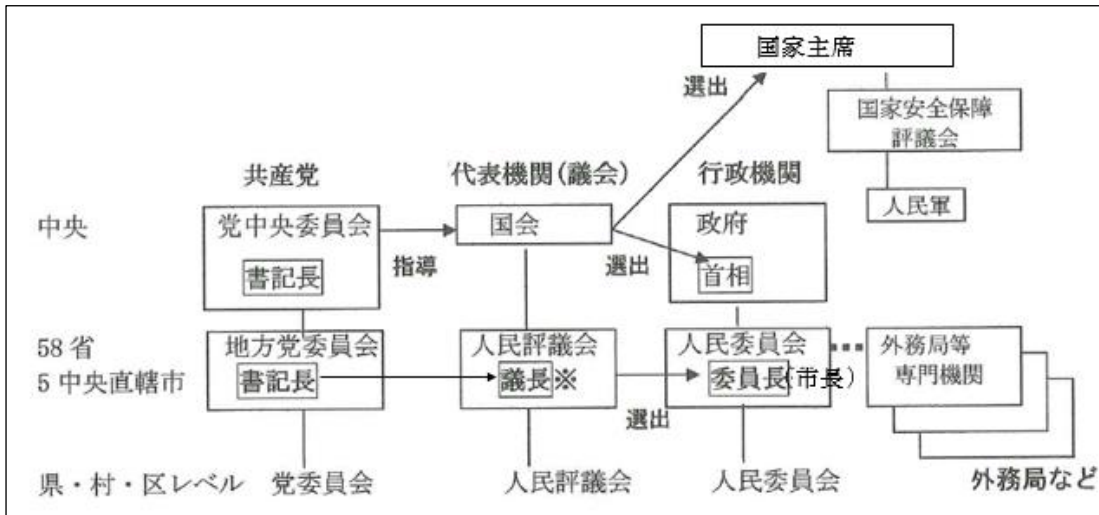 国家主席
選出
国家安全保障
評議会
共産党
代表機関(議会)
行政機関
人民軍
中央
党中央委員会
国会
政府
書記長
指導
選出
首相
58省
5中央直轄市
地方党委員会
書記長
人民評議会
議長※
人民委員会
委員長(市長)
外務局等
専門機関
選出
県・村・区レベル
党委員会
人民評議会
人民委員会
外務局など